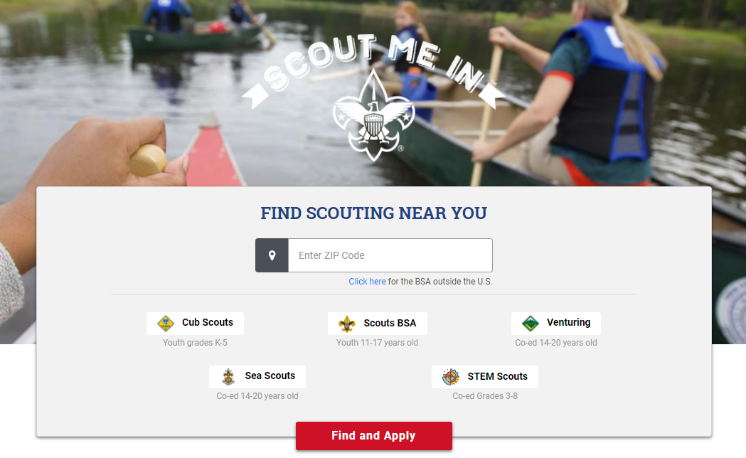 SCOUT ME IN
®
FIND SCOUTING NEAR YOU
Enter ZIP Code
Click here for the BSA outside the U.S.
Cub Scouts
Youth grades K-5
Scouts BSA
Youth 11-17 years old
Venturing
Co-ed 14-20 years old
Sea Scouts
Co-ed 14-20 years old
STEM Scouts
Co-ed Grades 3-8
Find and Apply